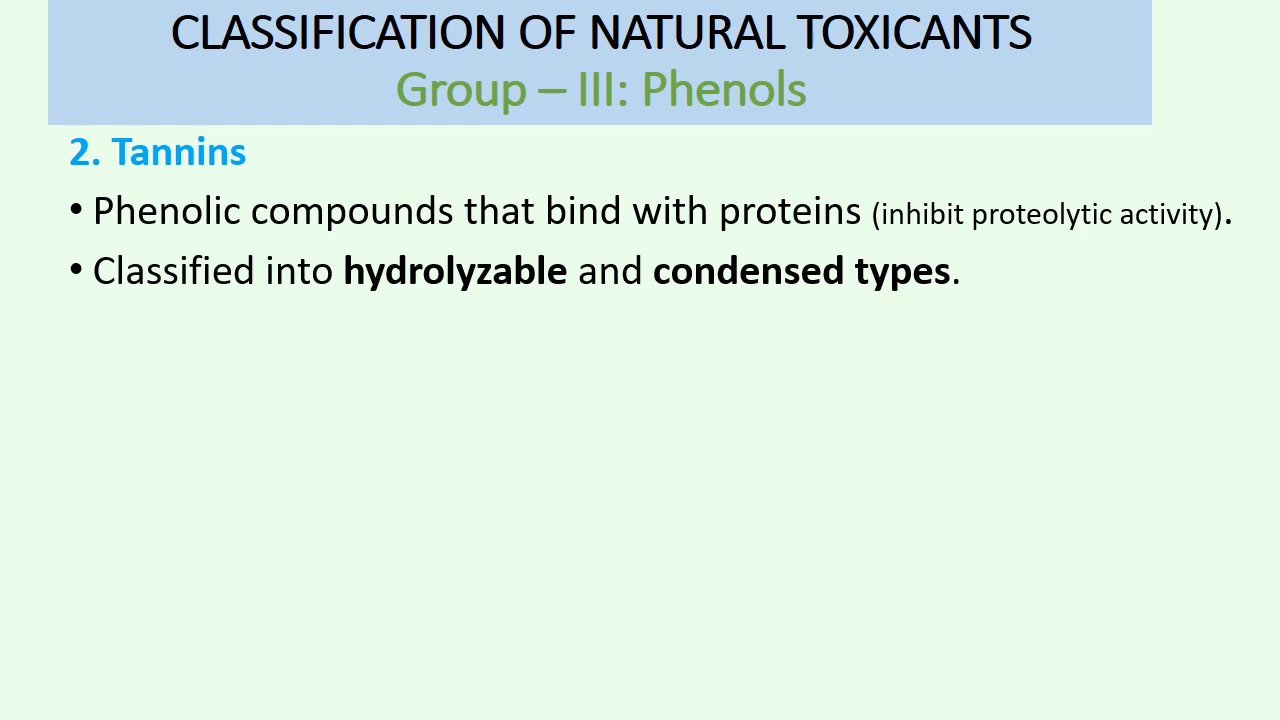 CLASSIFICATION OF NATURAL TOXICANTS
Group – III: Phenols
2. Tannins
• Phenolic compounds that bind with proteins (inhibit proteolytic activity).
• Classified into hydrolyzable and condensed types.